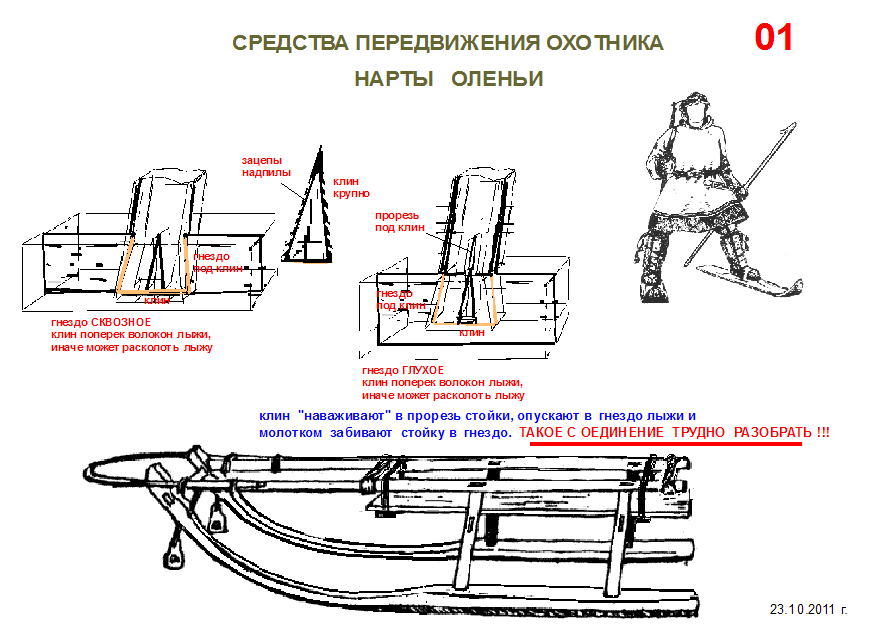 СРЕДСТВА ПЕРЕДВИЖЕНИЯ ОХОТНИКА
01
НАРТЫ ОЛЕНЬИ
зацепы
надпилы
клин
крупно
прорезь
под клин
гнездо
под клин
клин
гнездо
под клин
клин
гнездо СКВОЗНОЕ
клин поперек волокон лыжи,
иначе может расколоть лыжу
гнездо ГЛУХОЕ
клин поперек волокон лыжи,
иначе может расколоть лыжу
клин "наваживают" в прорезь стойки, опускают в гнездо лыжи и
молотком забивают стойку в гнездо. ТАКОЕ С ОЕДИНЕНИЕ ТРУДНО РАЗОБРАТЬ !!!
23.10.2011 г.